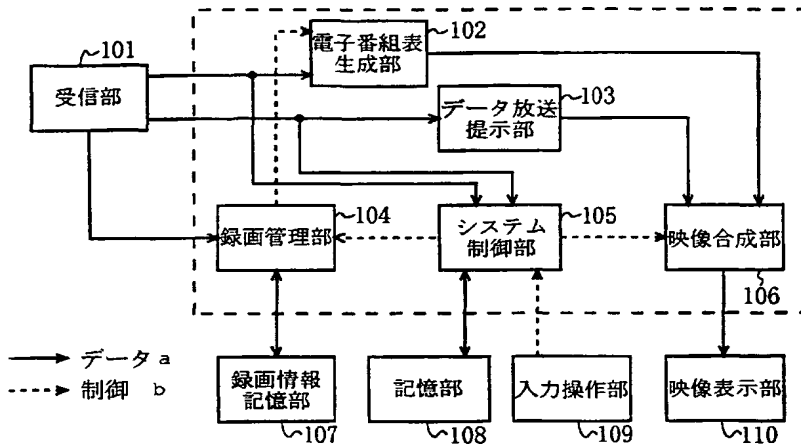 101
受信部
電子番組表
生成部
102
データ放送
提示部
103
録画管理部
104
システム
制御部
105
映像合成部
106
データa
制御 b
録画情報
記憶部
107
記憶部
108
入力操作部
109
映像表示部
110